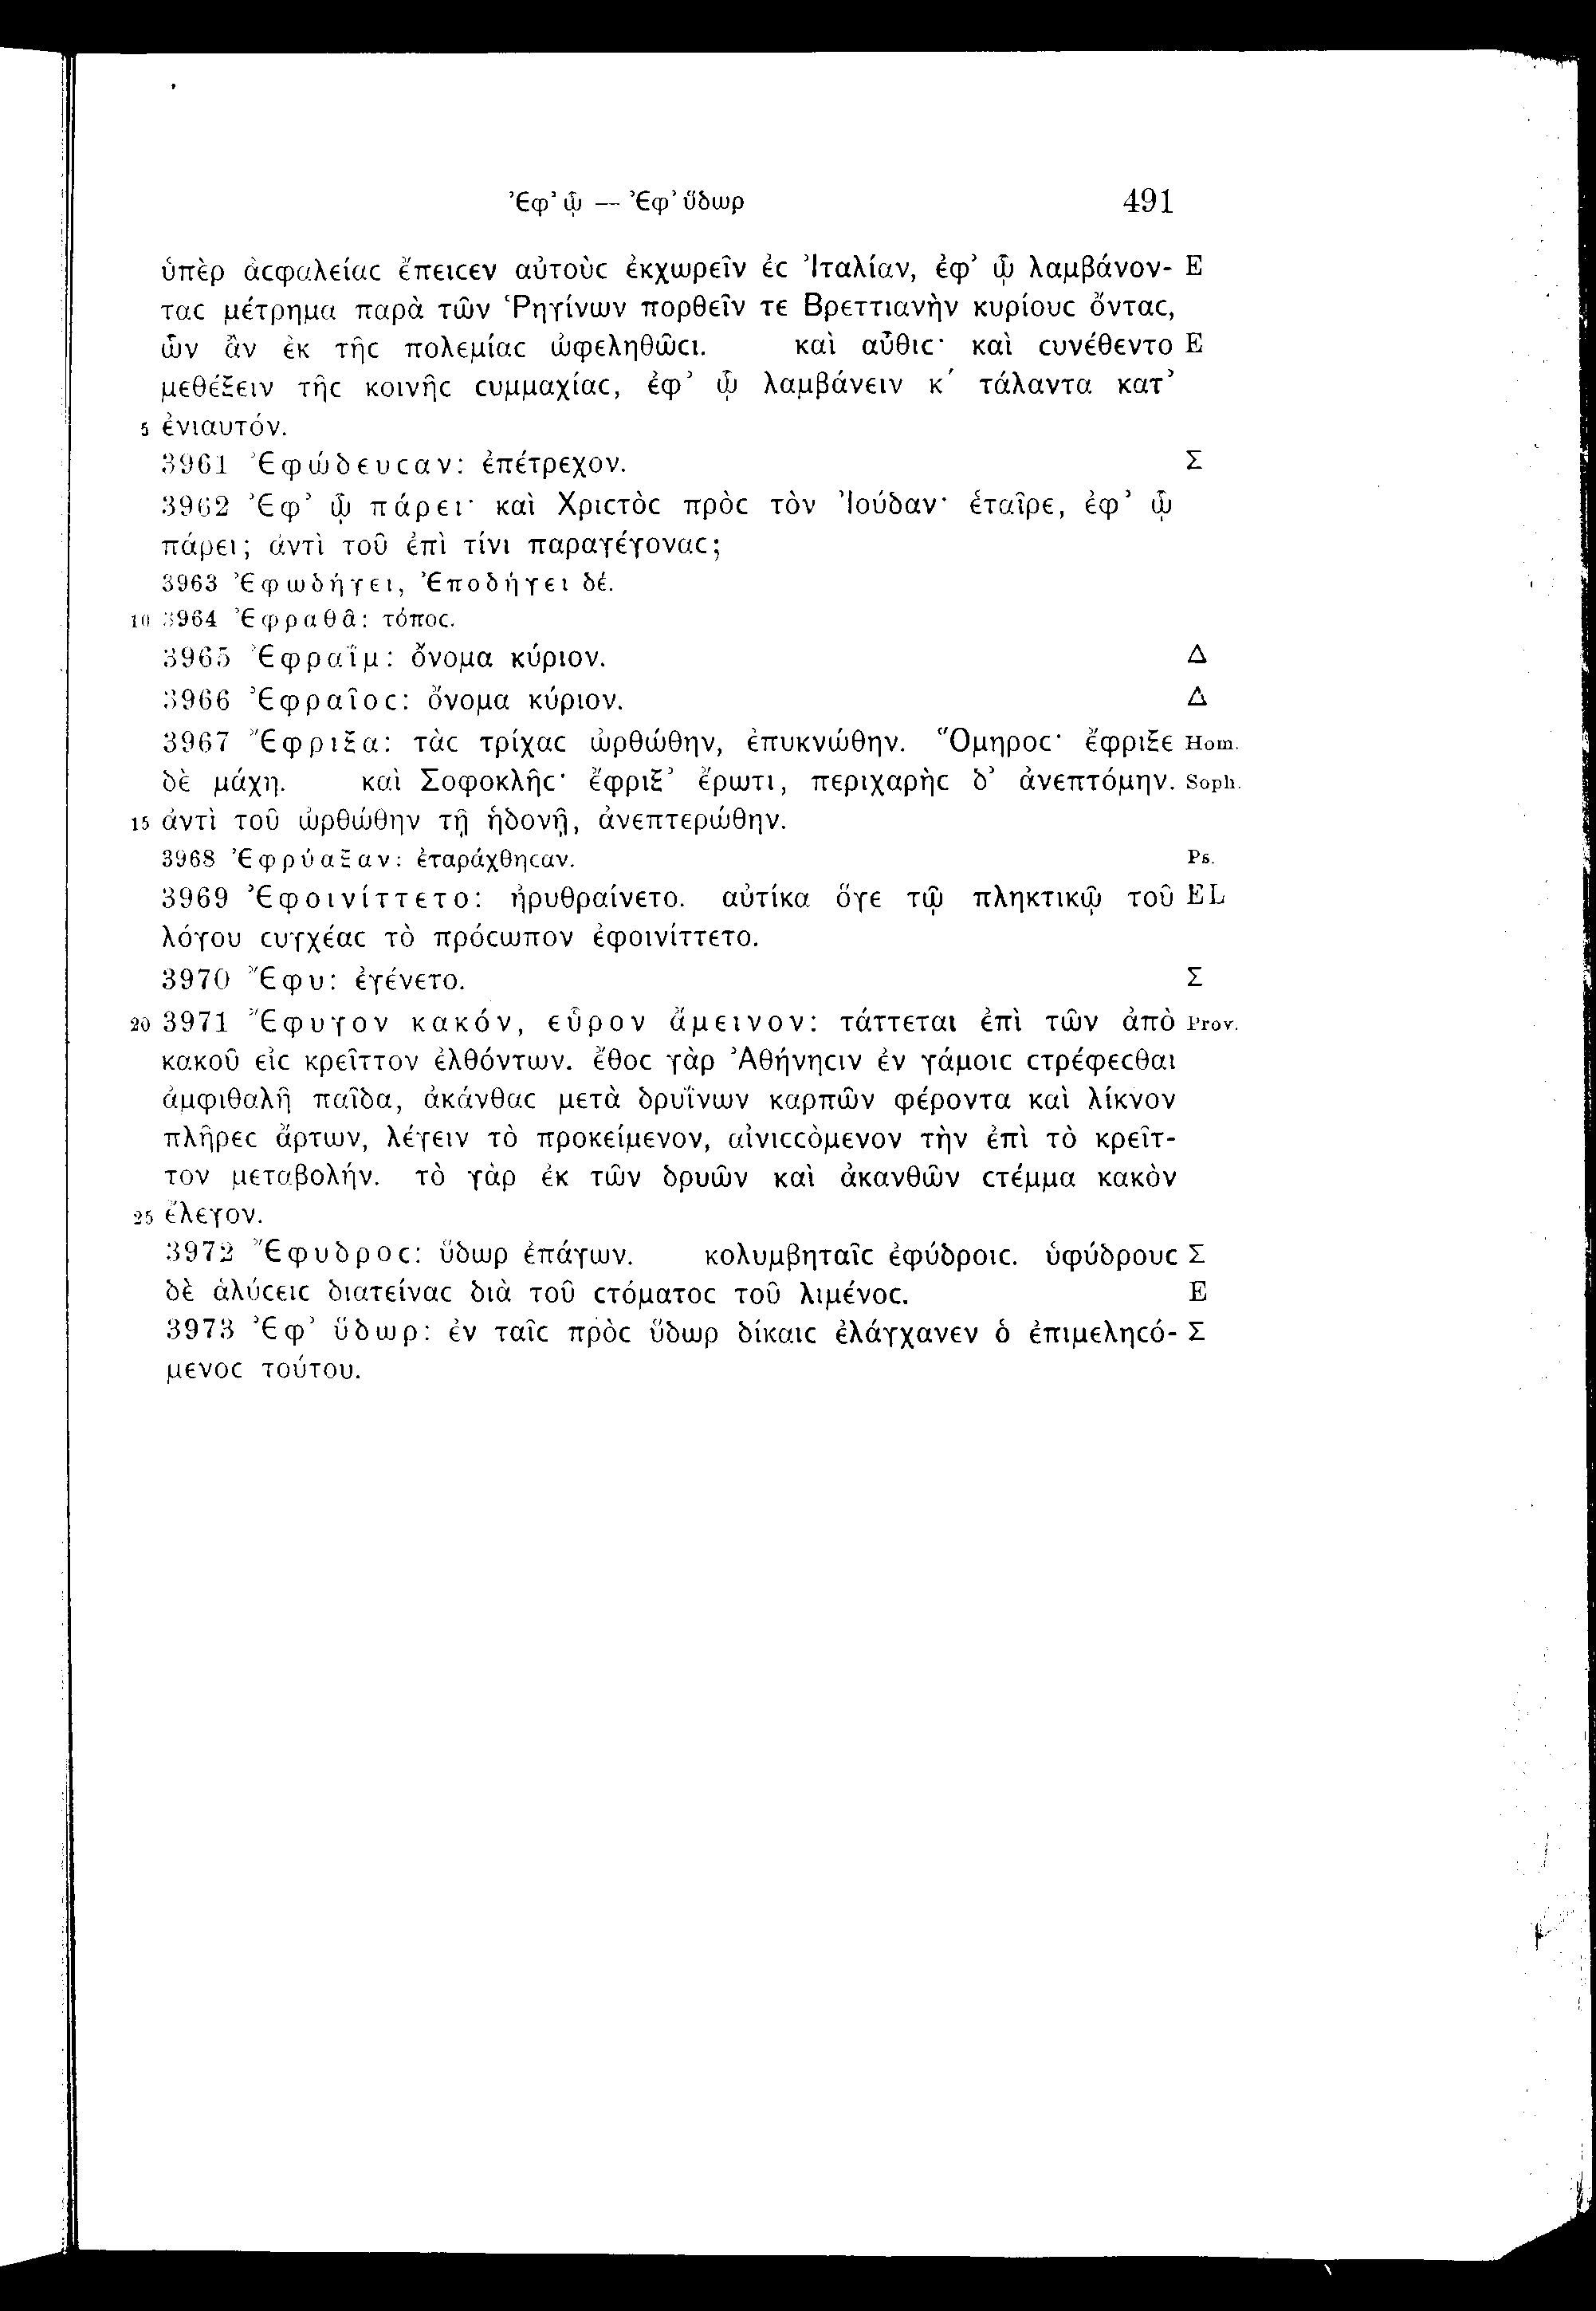 Ἐφ' ᾧ — Ἐφ' ὕδωρ 491
ὑπὲρ ἀϲφαλείαϲ ἔπειϲεν αὐτοὺϲ ἐκχωρεῖν ἐϲ Ἰταλίαν, ἐφ' ᾧ λαμβάνον- E
ταϲ μέτρημα παρὰ τῶν Ῥηγίνων πορθεῖν τε Βρεττιανὴν κυρίουϲ ὄνταϲ,
ὧν ἂν ἐκ τῆϲ πολεμίαϲ ὠφεληθῶϲι. καὶ αὖθιϲ· καὶ ϲυνέθεντο E
μεθέξειν τῆϲ κοινῆϲ ϲυμμαχίαϲ, ἐφ' ᾧ λαμβάνειν κ´ τάλαντα κατ'
5 ἐνιαυτόν.
3961 Ἐφώδευϲαν: ἐπέτρεχον. Σ
3962 Ἐφ' ᾧ πάρει· καὶ Χριϲτὸϲ πρὸϲ τὸν Ἰούδαν· ἑταῖρε, ἐφ' ᾧ
πάρει; ἀντὶ τοῦ ἐπὶ τίνι παραγέγοναϲ;
3963 Ἐφωδήγει, Ἐποδήγει δέ.
10 3964 Ἐφραθᾶ: τόποϲ.
3965 Ἐφραΐμ: ὄνομα κύριον. Δ
3966 Ἐφραῖοϲ: ὄνομα κύριον. Δ
3967 Ἔφριξα: τὰϲ τρίχαϲ ὠρθώθην, ἐπυκνώθην. Ὅμηροϲ· ἔφριξε Hom.
δὲ μάχη. καὶ Σοφοκλῆϲ· ἔφριξ' ἔρωτι, περιχαρὴϲ δ' ἀνεπτόμην. Soph.
15 ἀντὶ τοῦ ὠρθώθην τῇ ἡδονῇ, ἀνεπτερώθην.
3968 Ἐφρύαξαν: ἐταράχθηϲαν. Ps.
3969 Ἐφοινίττετο: ἠρυθραίνετο. αὐτίκα ὅγε τῷ πληκτικῷ τοῦ EL
λόγου ϲυγχέαϲ τὸ πρόϲωπον ἐφοινίττετο.
3970 Ἔφυ: ἐγένετο. Σ
20 3971 Ἔφυγον κακόν, εὗρον ἄμεινον: τάττεται ἐπὶ τῶν ἀπὸ Prov.
κακοῦ εἰϲ κρεῖττον ἐλθόντων. ἔθοϲ γὰρ Ἀθήνηϲιν ἐν γάμοιϲ ϲτρέφεϲθαι
ἀμφιθαλῆ παῖδα, ἀκάνθαϲ μετὰ δρυΐνων καρπῶν φέροντα καὶ λίκνον
πλῆρεϲ ἄρτων, λέγειν τὸ προκείμενον, αἰνιϲϲόμενον τὴν ἐπὶ τὸ κρεῖτ-
τον μεταβολήν. τὸ γὰρ ἐκ τῶν δρυῶν καὶ ἀκανθῶν ϲτέμμα κακὸν
25 ἔλεγον.
3972 Ἔφυδροϲ: ὕδωρ ἐπάγων. κολυμβηταῖϲ ἐφύδροιϲ. ὑφύδρουϲ Σ
δὲ ἁλύϲειϲ διατείναϲ διὰ τοῦ ϲτόματοϲ τοῦ λιμένοϲ. E
3973 Ἐφ' ὕδωρ: ἐν ταῖϲ πρὸϲ ὕδωρ δίκαιϲ ἐλάγχανεν ὁ ἐπιμεληϲό- Σ
μενοϲ τούτου.